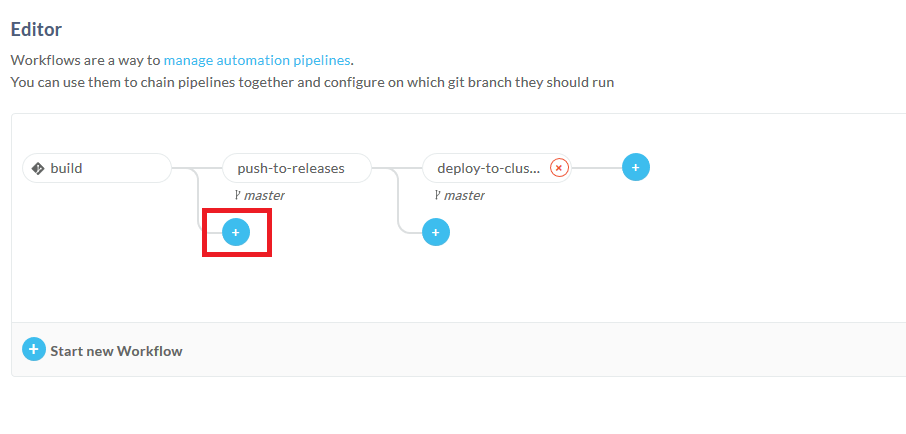 Editor
Workflows are a way to manage automation pipelines.
You can use them to chain pipelines together and configure on which git branch they should run
build
push-to-releases
deploy-to-clus...
master
master
Start new Workflow